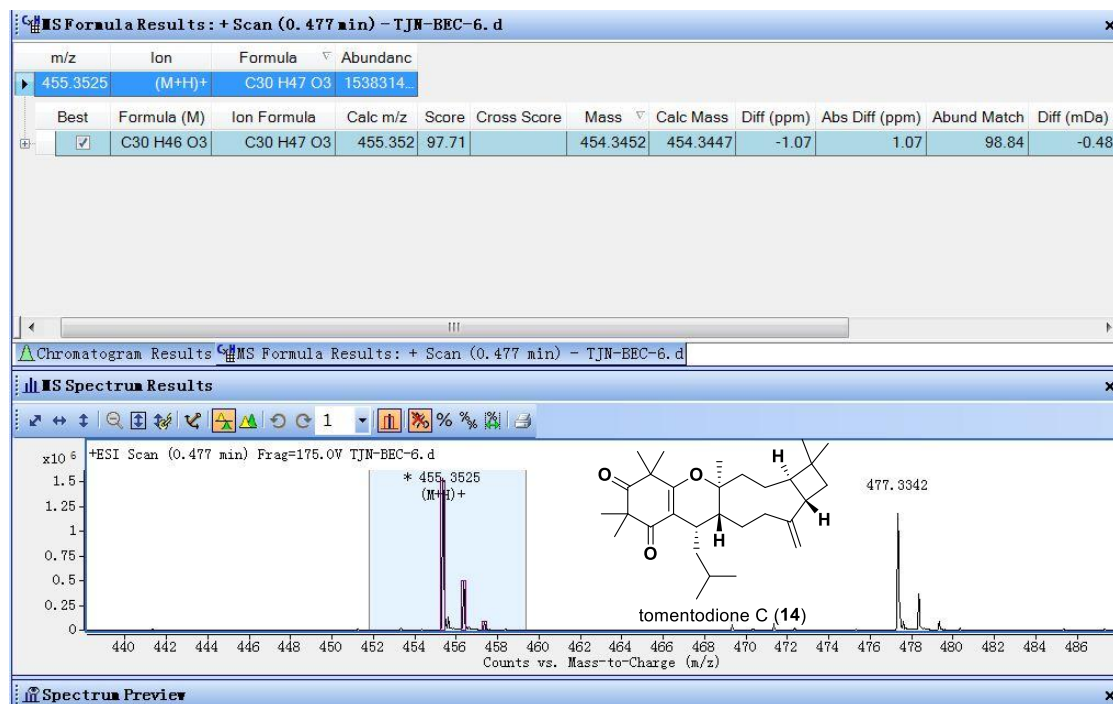 MS Formula Results: + Scan (0.477 min) - TJN-BEC-6.d
m/z Ion Formula Abundanc
455.3525 (M+H)+ C30 H47 O3 1538314...
Best Formula (M) Ion Formula Calc m/z Score Cross Score Mass Calc Mass Diff (ppm) Abs Diff (ppm) Abund Match Diff (mDa)
C30 H46 O3 C30 H47 O3 455.352 97.71 454.3452 454.3447 -1.07 1.07 98.84 -0.48
Chromatogram Results MS Formula Results: + Scan (0.477 min) - TJN-BEC-6.d
MS Spectrum Results
1 % %
x10 6 +ESI Scan (0.477 min) Frag=175.0V TJN-BEC-6.d
* 455.3525
(M+H)+
477.3342
1.5
1.25
1
0.75
0.5
0.25
0
O O H
H
H
O
tomentodione C (14)
440 442 444 446 448 450 452 454 456 458 460 462 464 466 468 470 472 474 476 478 480 482 484 486
Counts vs. Mass-to-Charge (m/z)
Spectrum Preview